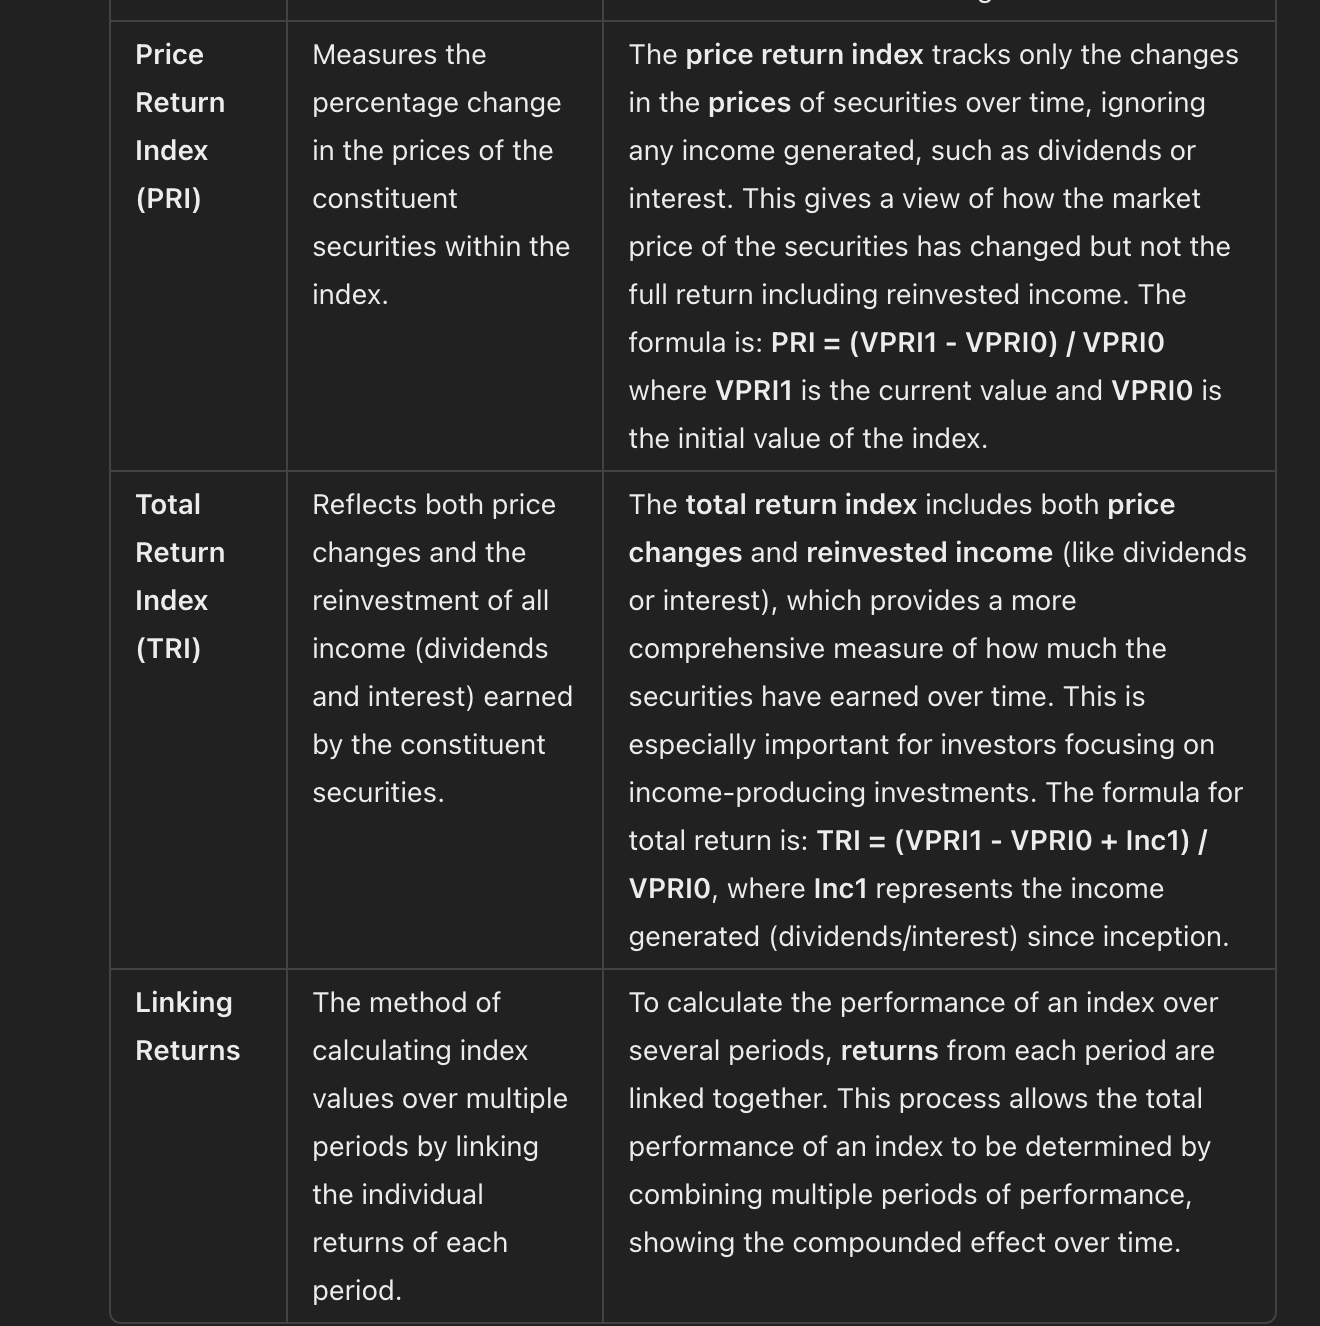 Price
Return
Index
(PRI)
Measures the
percentage change
in the prices of the
constituent
securities within the
index.
The price return index tracks only the changes
in the prices of securities over time, ignoring
any income generated, such as dividends or
interest. This gives a view of how the market
price of the securities has changed but not the
full return including reinvested income. The
formula is: PRI = (VPRI1 - VPRI0) / VPRI0
where VPRI1 is the current value and VPRI0 is
the initial value of the index.
Total
Return
Index
(TRI)
Reflects both price
changes and the
reinvestment of all
income (dividends
and interest) earned
by the constituent
securities.
The total return index includes both price
changes and reinvested income (like dividends
or interest), which provides a more
comprehensive measure of how much the
securities have earned over time. This is
especially important for investors focusing on
income-producing investments. The formula for
total return is: TRI = (VPRI1 - VPRI0 + Inc1) /
VPRI0, where Inc1 represents the income
generated (dividends/interest) since inception.
Linking
Returns
The method of
calculating index
values over multiple
periods by linking
the individual
returns of each
period.
To calculate the performance of an index over
several periods, returns from each period are
linked together. This process allows the total
performance of an index to be determined by
combining multiple periods of performance,
showing the compounded effect over time.